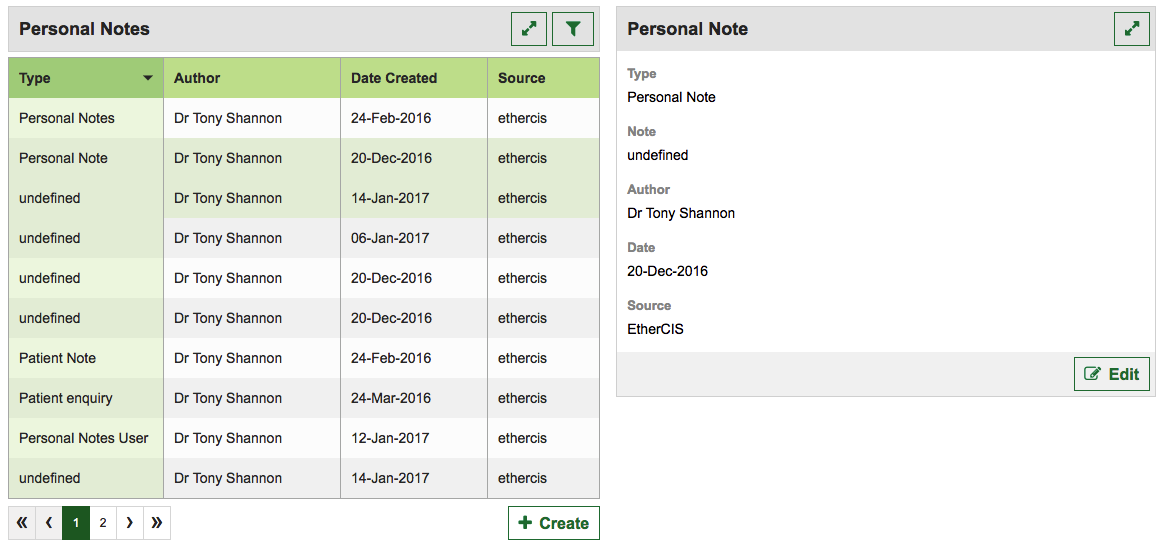 Personal Notes
Type Author Date Created Source
Personal Notes Dr Tony Shannon 24-Feb-2016 ethercis
Personal Note Dr Tony Shannon 20-Dec-2016 ethercis
undefined Dr Tony Shannon 14-Jan-2017 ethercis
undefined Dr Tony Shannon 06-Jan-2017 ethercis
undefined Dr Tony Shannon 20-Dec-2016 ethercis
undefined Dr Tony Shannon 20-Dec-2016 ethercis
Patient Note Dr Tony Shannon 24-Feb-2016 ethercis
Patient enquiry Dr Tony Shannon 24-Mar-2016 ethercis
Personal Notes User Dr Tony Shannon 12-Jan-2017 ethercis
undefined Dr Tony Shannon 14-Jan-2017 ethercis
« ‹ 1 2 › » + Create
Personal Note
Type
Personal Note
Note
undefined
Author
Dr Tony Shannon
Date
20-Dec-2016
Source
EtherCIS
Edit